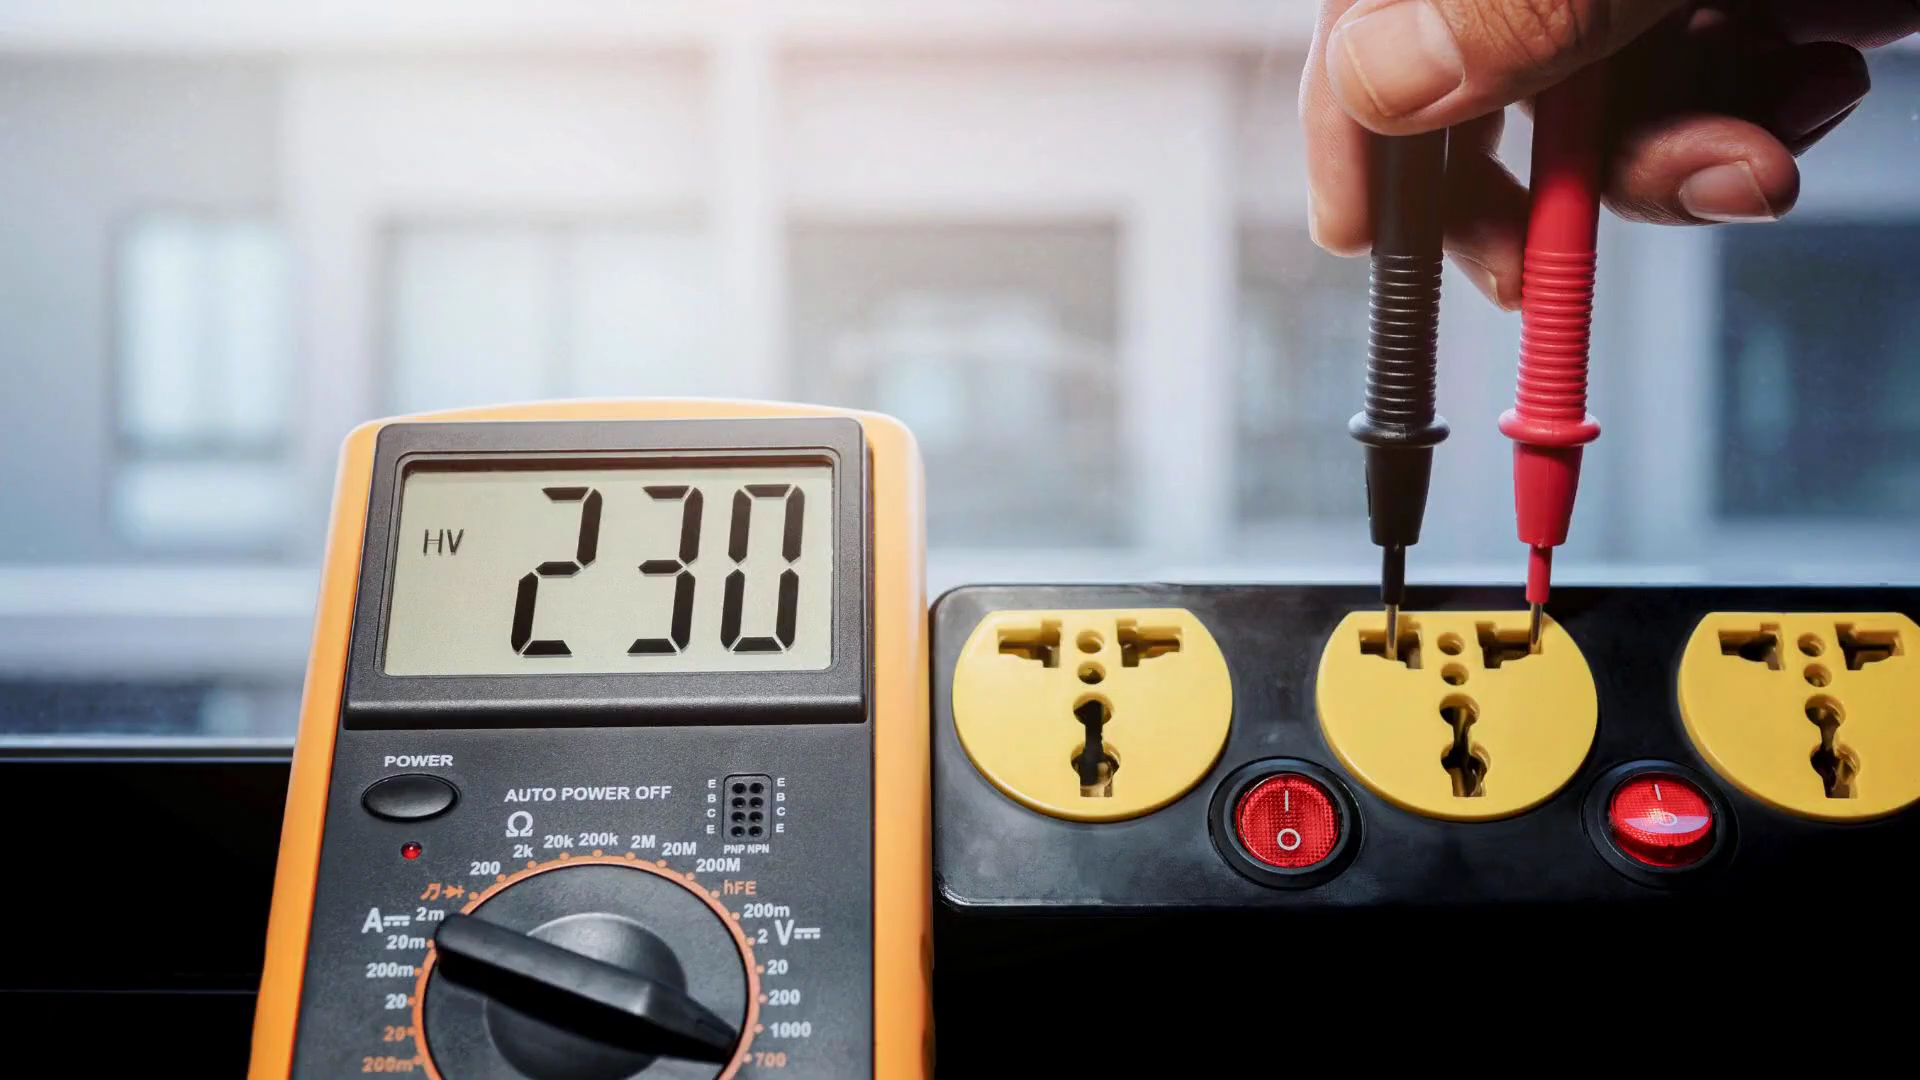 HV 230
POWER
AUTO POWER OFF
E E
B B
C C
E E
PNP NPN
Ω
200 2k 20k 200k 2M 20M 200M
hFE
A 2m
20m
200m
20
20
200m
200m
2 V
20
200
1000
700
I
O
I
O